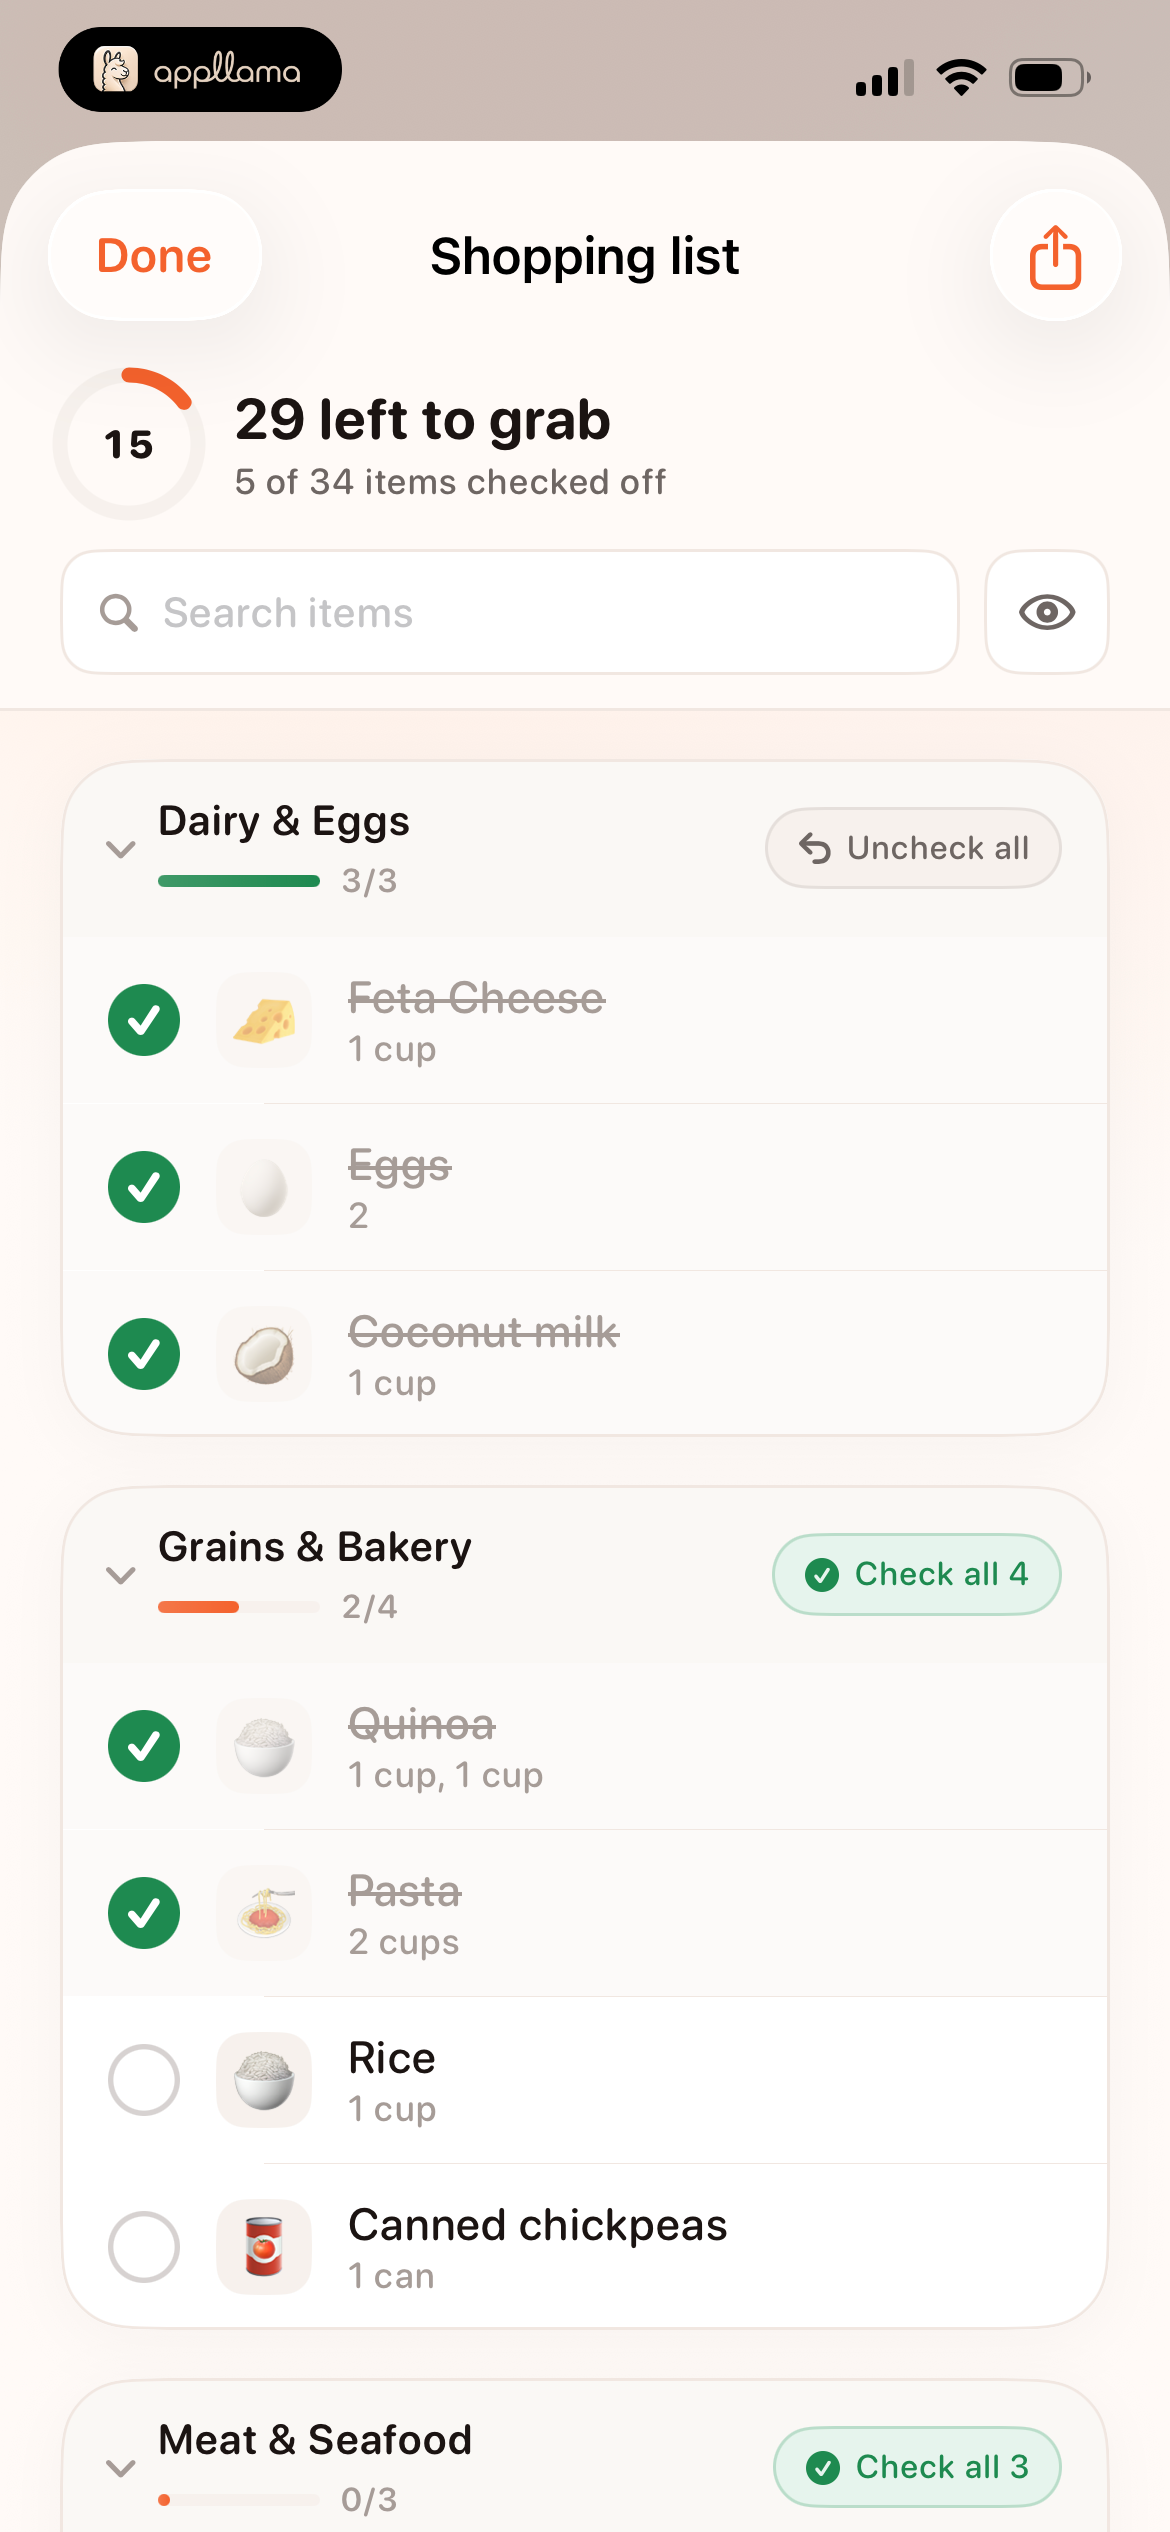 appllama
Done
Shopping list
15
29 left to grab
5 of 34 items checked off
Search items
Dairy & Eggs
3/3
Uncheck all
Feta Cheese
1 cup
Eggs
2
Coconut milk
1 cup
Grains & Bakery
2/4
Check all 4
Quinoa
1 cup, 1 cup
Pasta
2 cups
Rice
1 cup
Canned chickpeas
1 can
Meat & Seafood
0/3
Check all 3